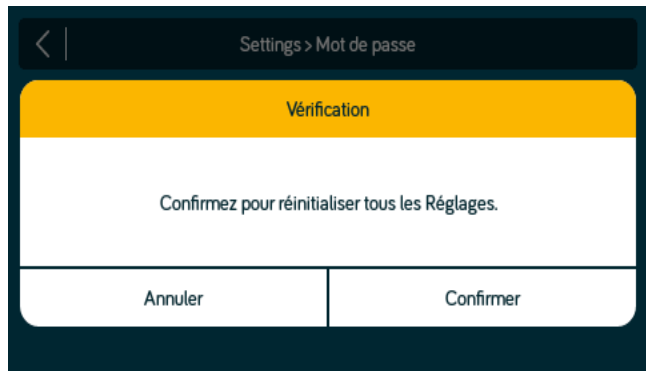 Settings > Mot de passe
Vérification
Confirmez pour réinitialiser tous les Réglages.
Annuler
Confirmer